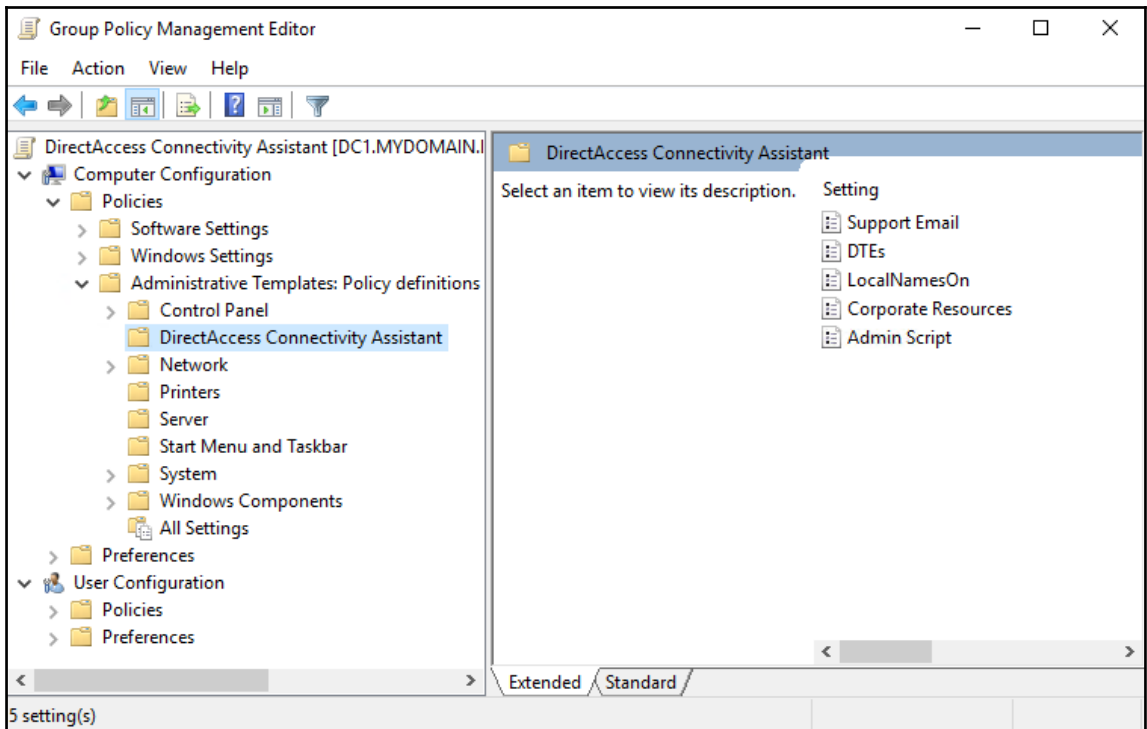 Group Policy Management Editor
File Action View Help
DirectAccess Connectivity Assistant [DC1.MYDOMAIN.
Computer Configuration
Policies
Software Settings
Windows Settings
Administrative Templates: Policy definitions
Control Panel
DirectAccess Connectivity Assistant
Network
Printers
Server
Start Menu and Taskbar
System
Windows Components
All Settings
Preferences
User Configuration
Policies
Preferences
DirectAccess Connectivity Assistant
Select an item to view its description.
Setting
Support Email
DTEs
LocalNamesOn
Corporate Resources
Admin Script
Extended Standard
5 setting(s)